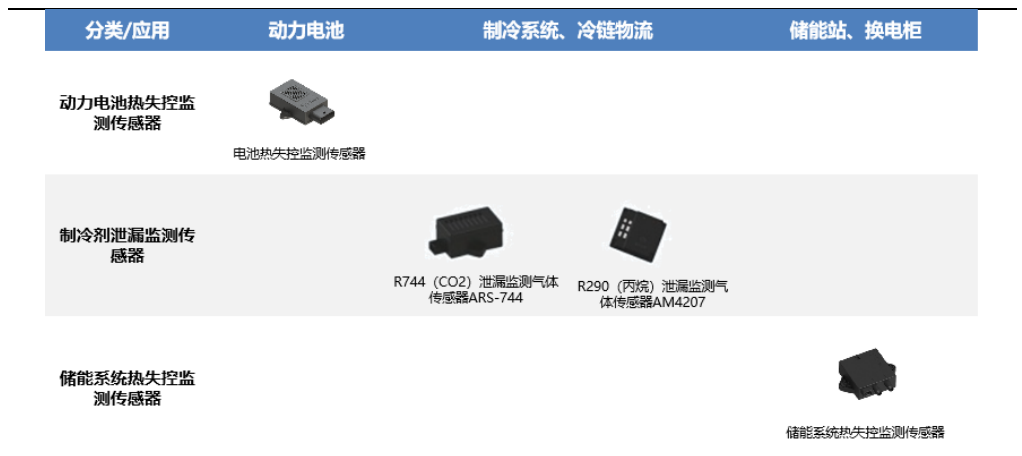 分类/应用
动力电池
制冷系统、冷链物流
储能站、换电柜
动力电池热失控监
测传感器
电池热失控监测传感器
制冷剂泄漏监测传
感器
R744（CO2）泄漏监测气体
传感器ARS-744
R290（丙烷）泄漏监测气
体传感器AM4207
储能系统热失控监
测传感器
储能系统热失控监测传感器